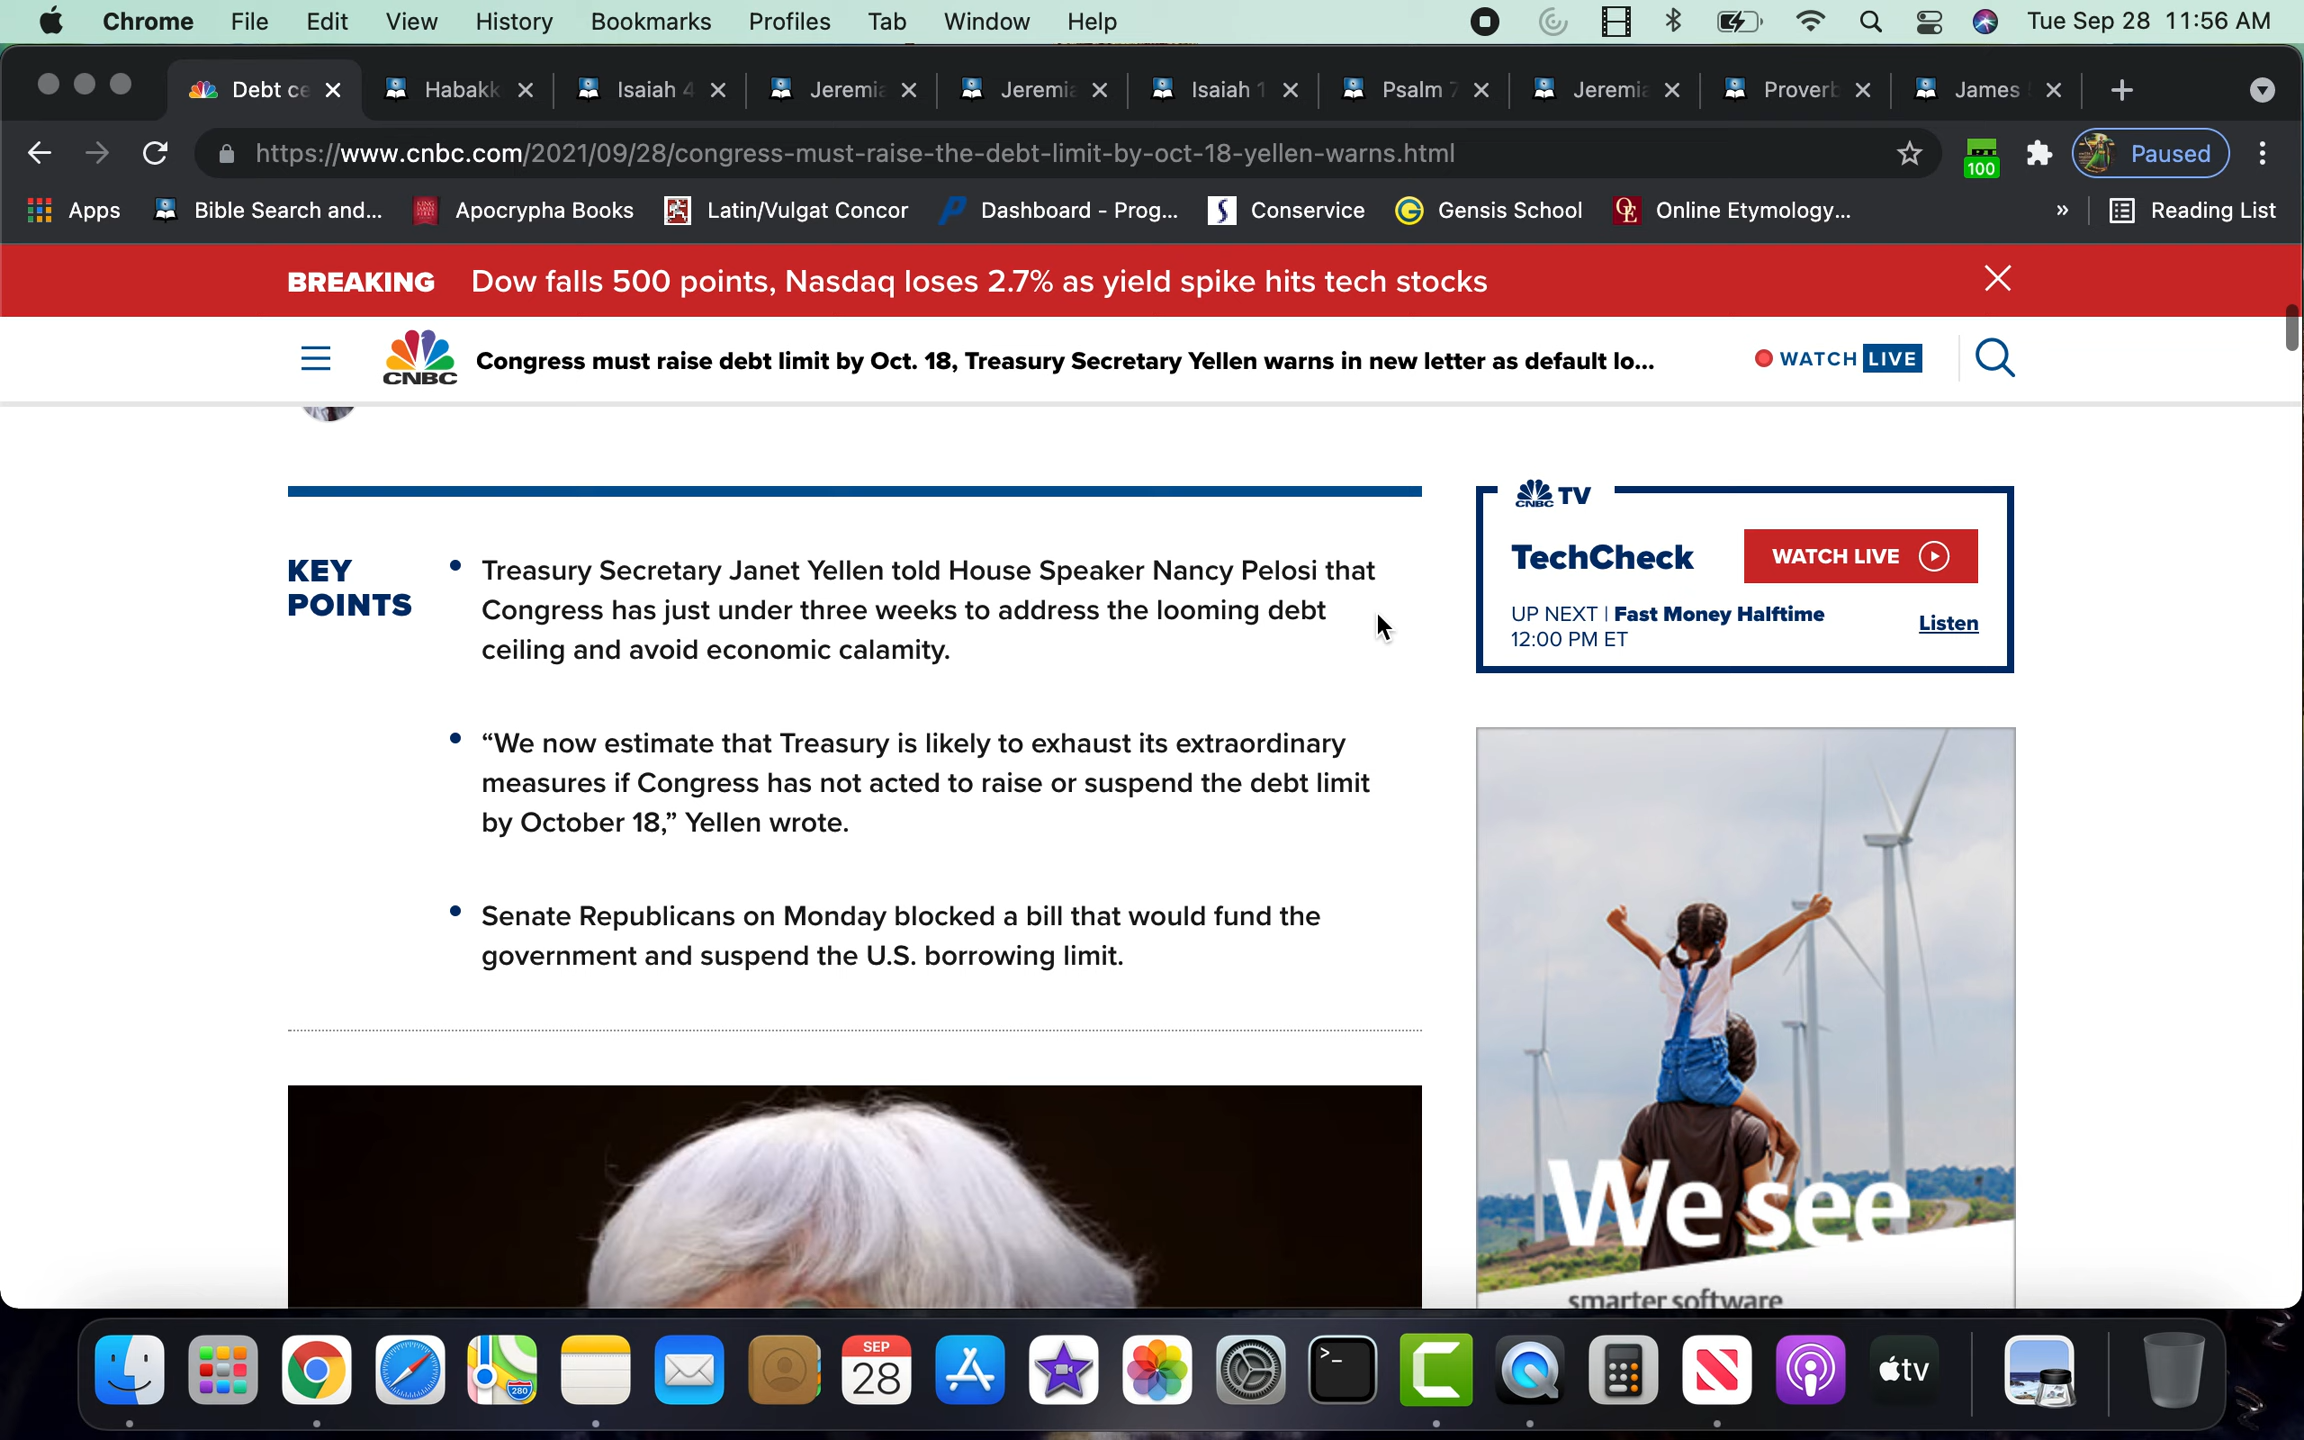 Chrome File Edit View History Bookmarks Profiles Tab Window Help Tue Sep 28 11:56 AM
Debt ce Habakk Isaiah 4 Jeremia Jeremia Isaiah 1 Psalm 7 Jeremia Proverb James
https://www.cnbc.com/2021/09/28/congress-must-raise-the-debt-limit-by-oct-18-yellen-warns.html 100 Paused
Apps Bible Search and... Apocrypha Books Latin/Vulgat Concor Dashboard - Prog... Conservice Gensis School Online Etymology... » Reading List
BREAKING Dow falls 500 points, Nasdaq loses 2.7% as yield spike hits tech stocks
CNBC Congress must raise debt limit by Oct. 18, Treasury Secretary Yellen warns in new letter as default lo... WATCH LIVE
KEY POINTS
• Treasury Secretary Janet Yellen told House Speaker Nancy Pelosi that
Congress has just under three weeks to address the looming debt
ceiling and avoid economic calamity.
• “We now estimate that Treasury is likely to exhaust its extraordinary
measures if Congress has not acted to raise or suspend the debt limit
by October 18,” Yellen wrote.
• Senate Republicans on Monday blocked a bill that would fund the
government and suspend the U.S. borrowing limit.
CNBC TV
TechCheck WATCH LIVE
UP NEXT | Fast Money Halftime
12:00 PM ET
Listen
We see
smarter software
280 SEP 28 tv